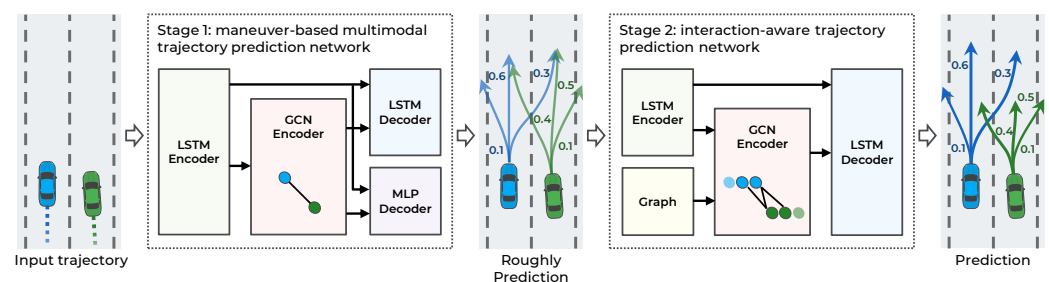 Stage 1: maneuver-based multimodal
trajectory prediction network
LSTM
Encoder
GCN
Encoder
LSTM
Decoder
MLP
Decoder
Input trajectory
0.6
0.3
0.5
0.4
0.1
0.1
Roughly
Prediction
Stage 2: interaction-aware trajectory
prediction network
LSTM
Encoder
Graph
GCN
Encoder
LSTM
Decoder
0.6
0.3
0.5
0.4
0.1
0.1
Prediction